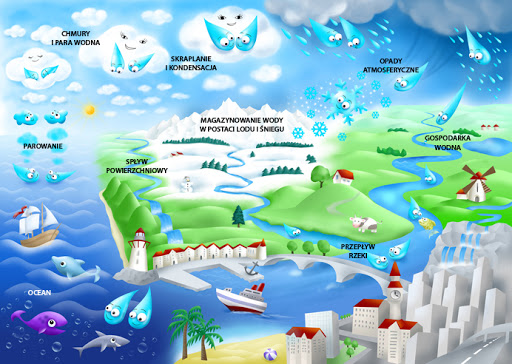 CHMURY
I PARA WODNA
SKRAPLANIE
I KONDENSACJA
OPADY
ATMOSFERYCZNE
MAGAZYNOWANIE WODY
W POSTACI LODU I ŚNIEGU
GOSPODARKA
WODNA
PAROWANIE
SPŁYW
POWIERZCHNIOWY
PRZEPŁYW
RZEKI
OCEAN